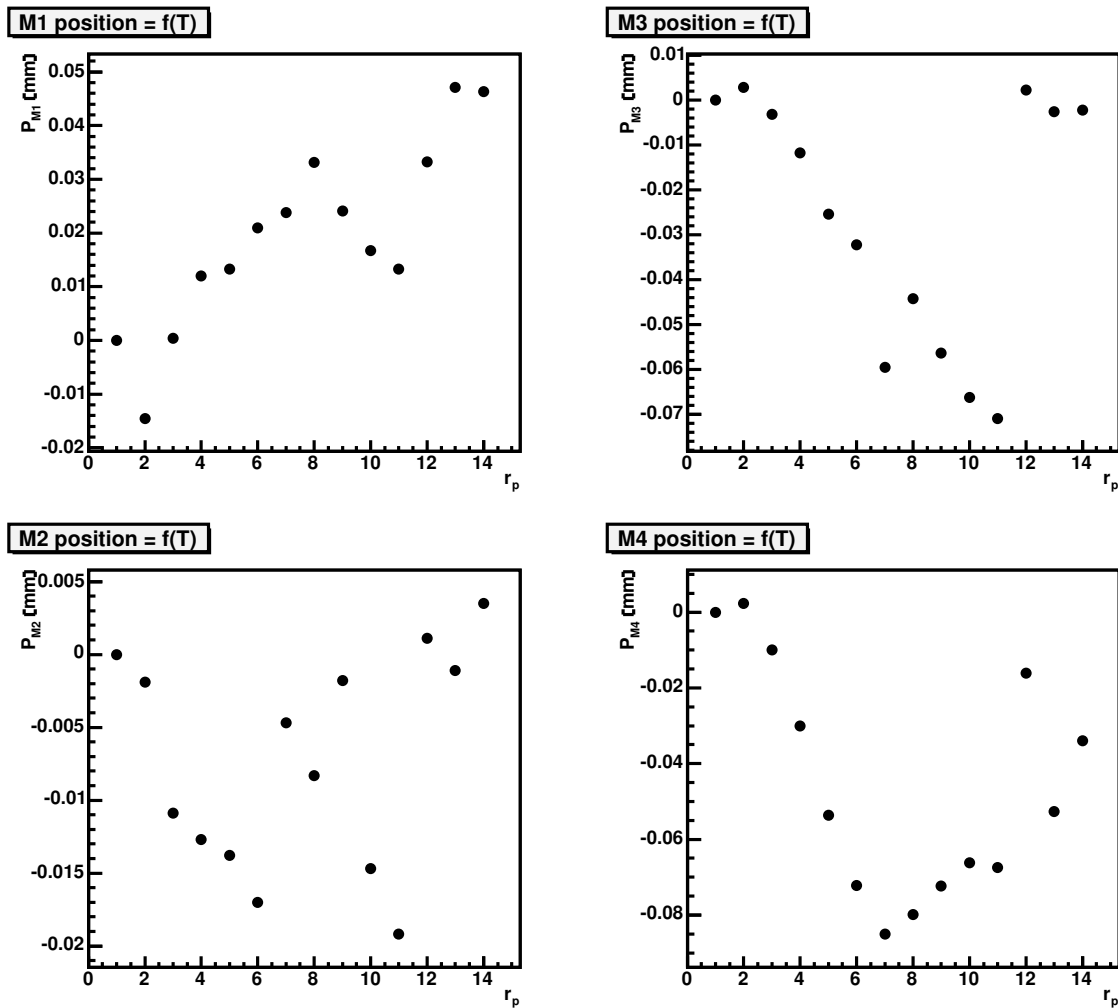 M1 position = f(T)
P_M1 [mm]
0.05
0.04
0.03
0.02
0.01
0
-0.01
-0.02
0 2 4 6 8 10 12 14
r_p
M3 position = f(T)
P_M3 [mm]
0.01
0
-0.01
-0.02
-0.03
-0.04
-0.05
-0.06
-0.07
0 2 4 6 8 10 12 14
r_p
M2 position = f(T)
P_M2 [mm]
0.005
0
-0.005
-0.01
-0.015
-0.02
0 2 4 6 8 10 12 14
r_p
M4 position = f(T)
P_M4 [mm]
0
-0.02
-0.04
-0.06
-0.08
0 2 4 6 8 10 12 14
r_p